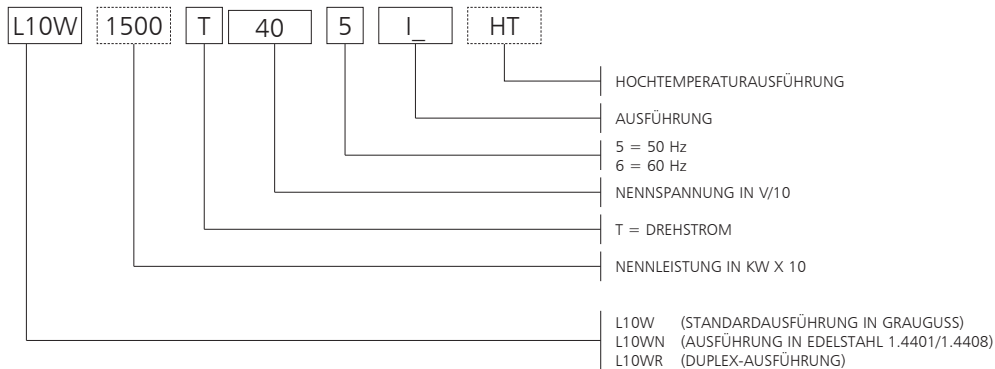 L10W 1500 T 40 5 I_ HT
HOCHTEMPERATURAUSFÜHRUNG
AUSFÜHRUNG
5 = 50 Hz
6 = 60 Hz
NENNSPANNUNG IN V/10
T = DREHSTROM
NENNLEISTUNG IN KW X 10
L10W (STANDARDAUSFÜHRUNG IN GRAUGUSS)
L10WN (AUSFÜHRUNG IN EDELSTAHL 1.4401/1.4408)
L10WR (DUPLEX-AUSFÜHRUNG)